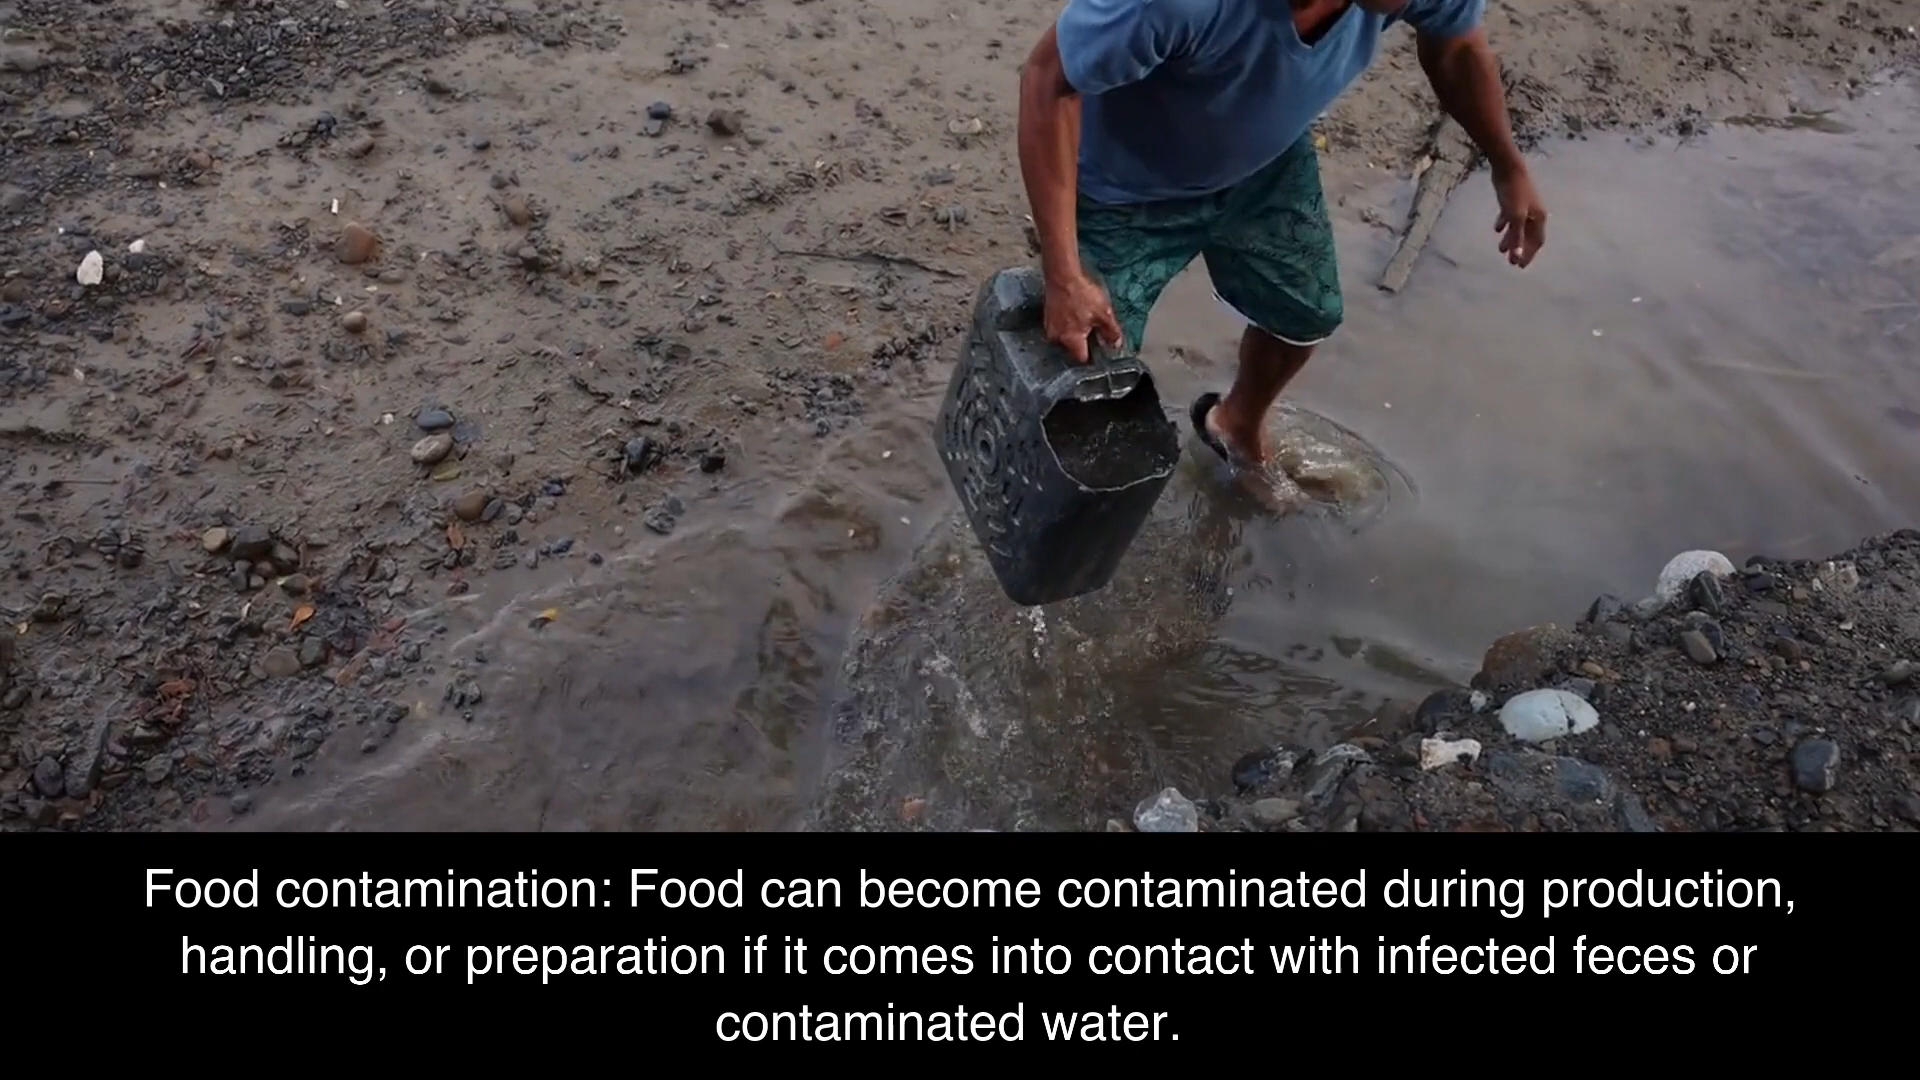 Food contamination: Food can become contaminated during production,
handling, or preparation if it comes into contact with infected feces or
contaminated water.